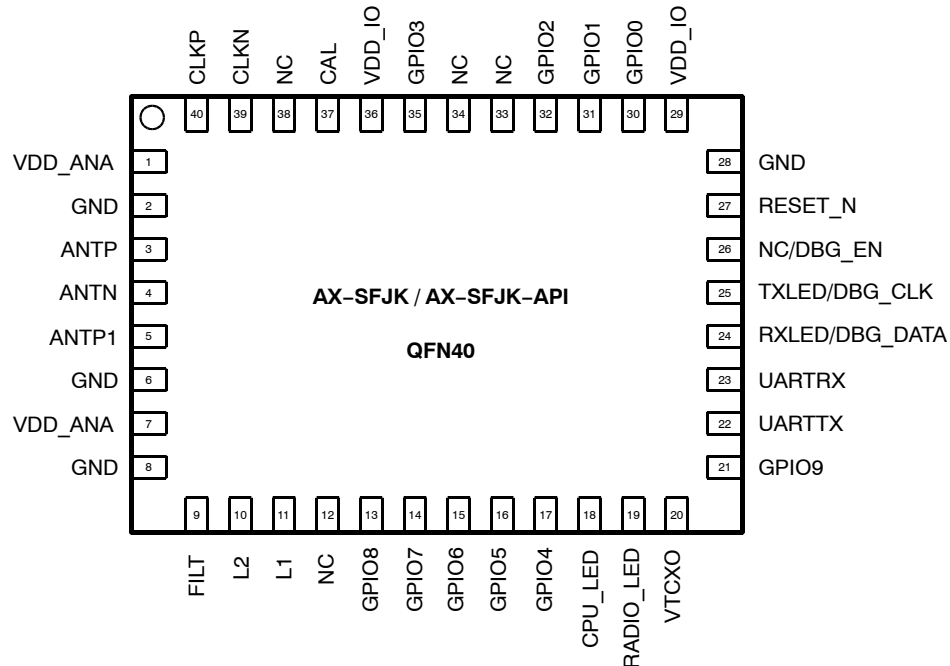 CLKP
CLKN
NC
CAL
VDD_IO
GPIO3
NC
NC
GPIO2
GPIO1
GPIO0
VDD_IO
40
39
38
37
36
35
34
33
32
31
30
29
VDD_ANA 1
28 GND
GND 2
27 RESET_N
ANTP 3
26 NC/DBG_EN
ANTN 4
25 TXLED/DBG_CLK
ANTP1 5
24 RXLED/DBG_DATA
GND 6
23 UARTRX
VDD_ANA 7
22 UARTTX
GND 8
21 GPIO9
AX–SFJK / AX–SFJK–API
QFN40
9
10
11
12
13
14
15
16
17
18
19
20
FILT
L2
L1
NC
GPIO8
GPIO7
GPIO6
GPIO5
GPIO4
CPU_LED
RADIO_LED
VTCXO